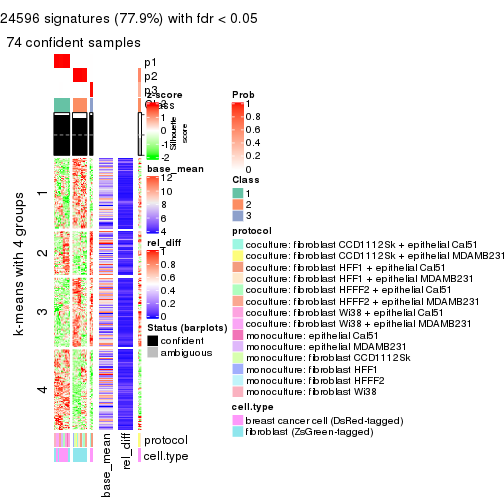 24596 signatures (77.9%) with fdr < 0.05
74 confident samples
p1
p2
p3
Class
Silhouette
score
1
2
3
4
k-means with 4 groups
protocol
cell.type
base_mean
rel_diff
z-score
2
1
0
-1
-2
base_mean
12
10
8
6
4
rel_diff
1
0.8
0.6
0.4
0.2
0
Status (barplots)
confident
ambiguous
Prob
1
0.8
0.6
0.4
0.2
0
Class
1
2
3
protocol
coculture: fibroblast CCD1112Sk + epithelial Cal51
coculture: fibroblast CCD1112Sk + epithelial MDAMB231
coculture: fibroblast HFF1 + epithelial Cal51
coculture: fibroblast HFF1 + epithelial MDAMB231
coculture: fibroblast HFFF2 + epithelial Cal51
coculture: fibroblast HFFF2 + epithelial MDAMB231
coculture: fibroblast Wi38 + epithelial Cal51
coculture: fibroblast Wi38 + epithelial MDAMB231
monoculture: epithelial Cal51
monoculture: epithelial MDAMB231
monoculture: fibroblast CCD1112Sk
monoculture: fibroblast HFF1
monoculture: fibroblast HFFF2
monoculture: fibroblast Wi38
cell.type
breast cancer cell (DsRed-tagged)
fibroblast (ZsGreen-tagged)